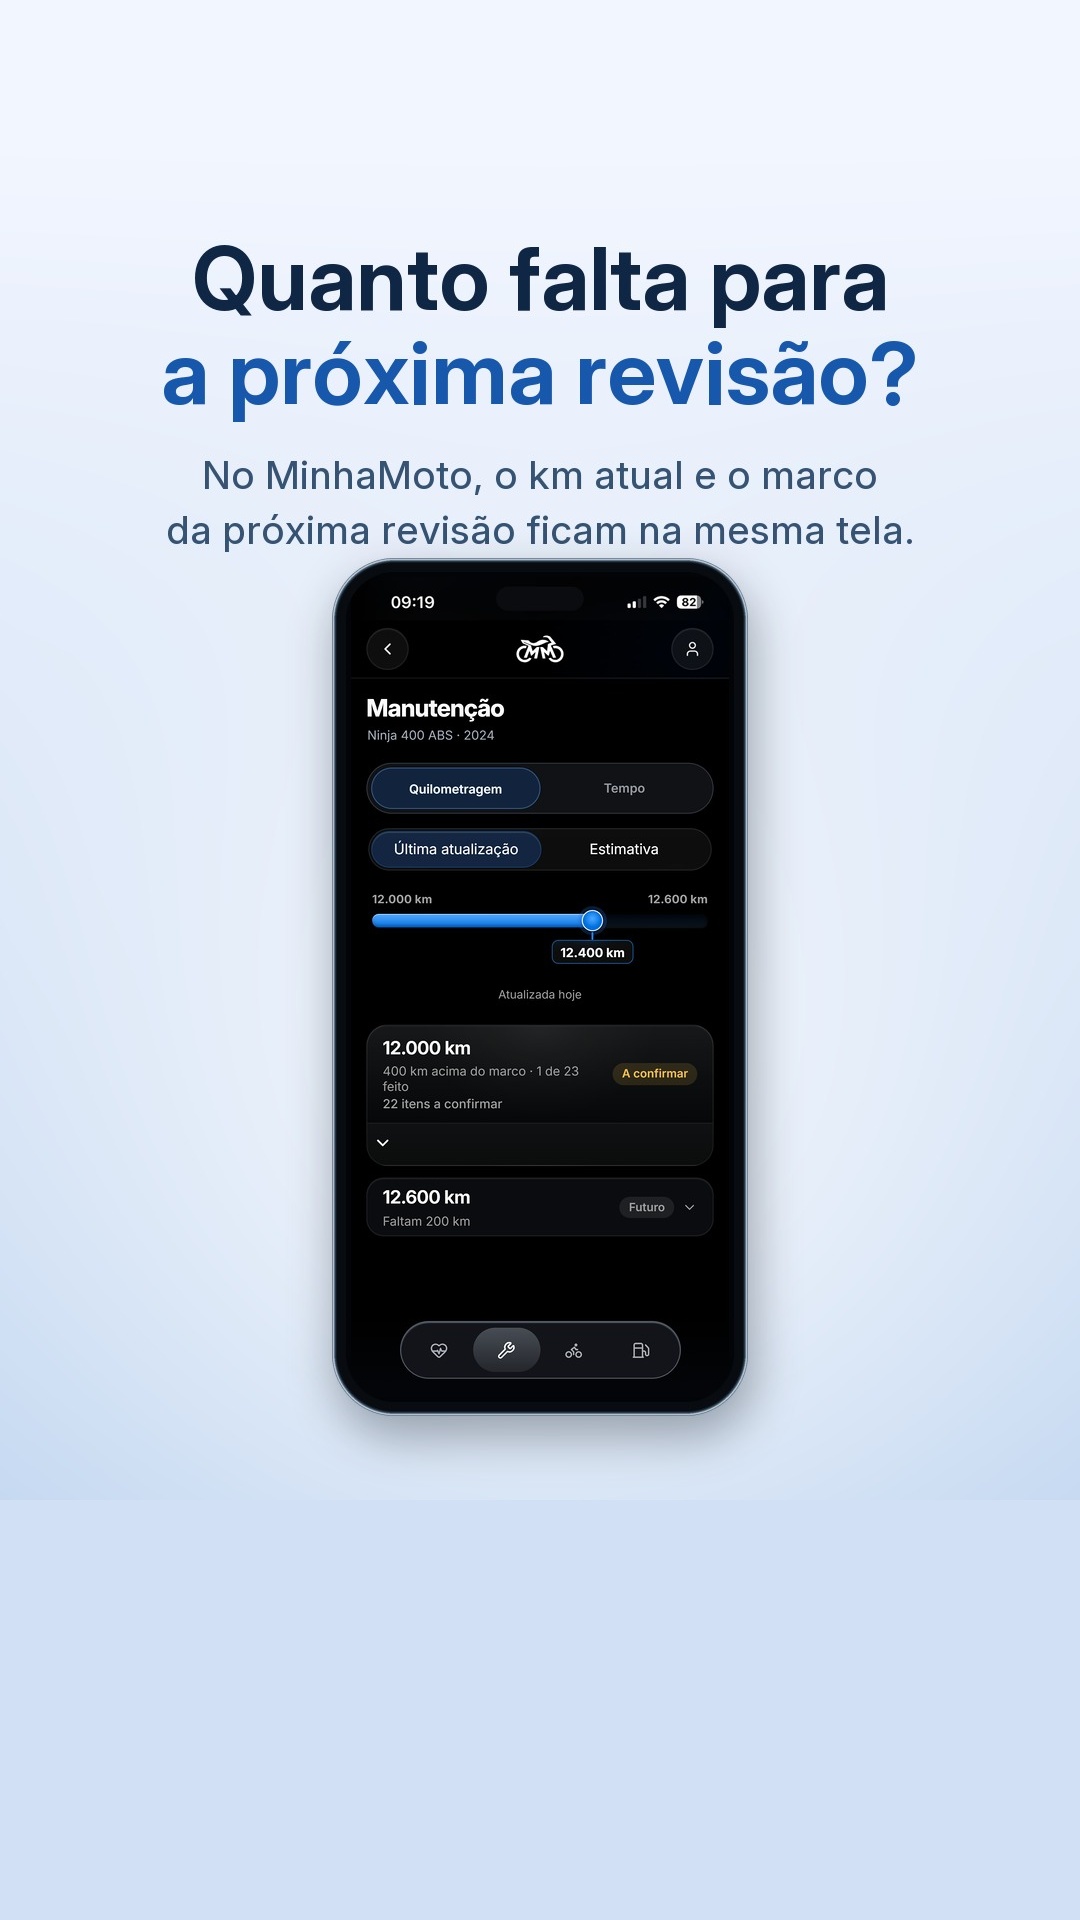 Quanto falta para
a próxima revisão?
No MinhaMoto, o km atual e o marco
da próxima revisão ficam na mesma tela.
09:19
82
MM
Manutenção
Ninja 400 ABS · 2024
Quilometragem
Tempo
Última atualização
Estimativa
12.000 km
12.600 km
12.400 km
Atualizada hoje
12.000 km
400 km acima do marco · 1 de 23
feito
22 itens a confirmar
A confirmar
12.600 km
Faltam 200 km
Futuro